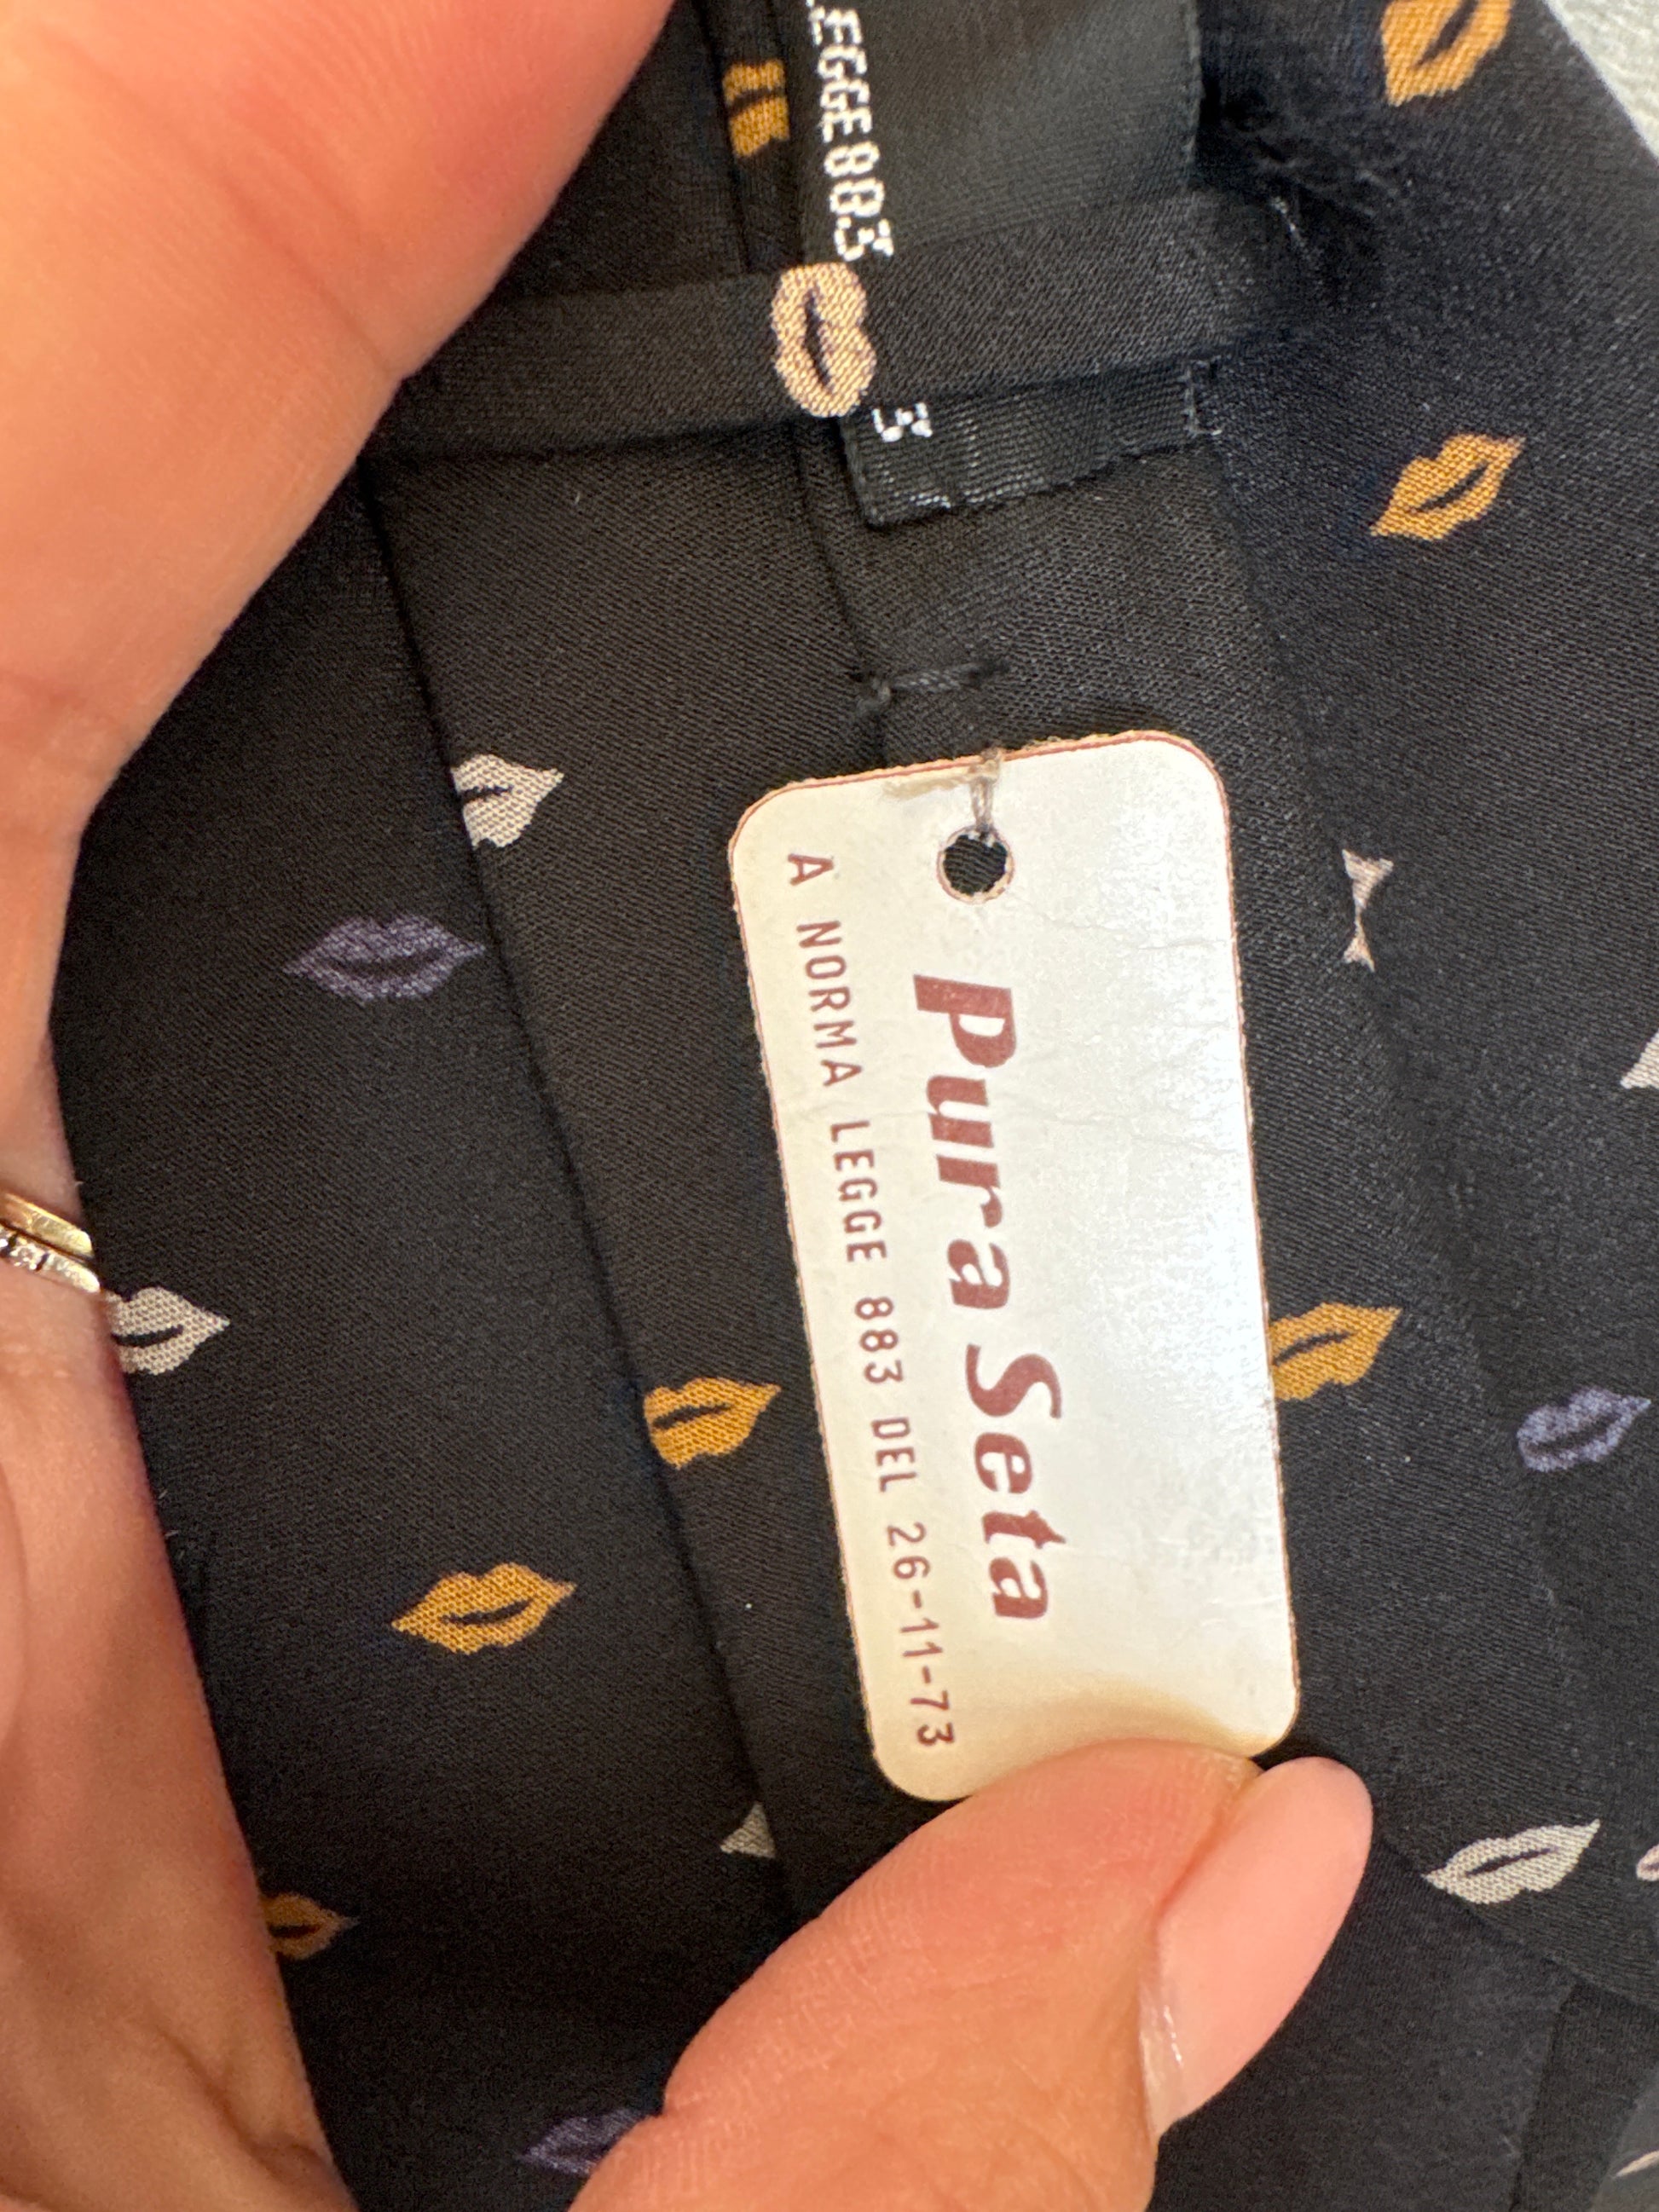 LEGGE 883
3
Pura Seta
A NORMA LEGGE 883 DEL 26-11-73